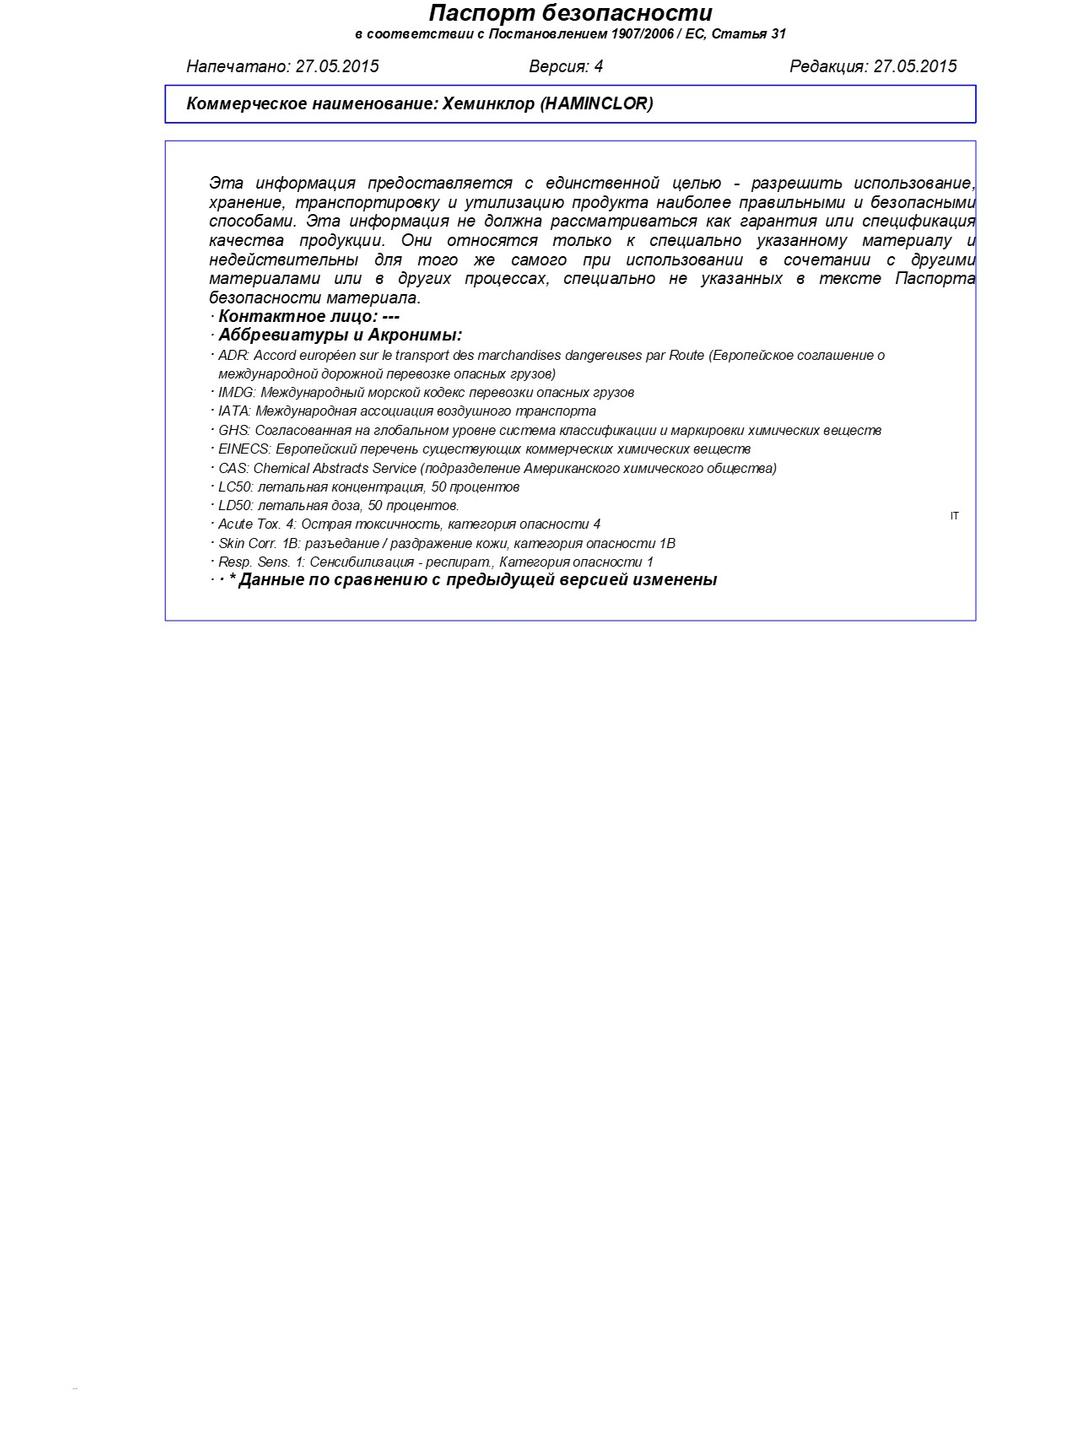 Паспорт безопасности
в соответствии с Постановлением 1907/2006 / ЕС, Статья 31
Напечатано: 27.05.2015 Версия: 4 Редакция: 27.05.2015
Коммерческое наименование: Хеминклор (HAMINCLOR)
Эта информация предоставляется с единственной целью - разрешить использование,
хранение, транспортировку и утилизацию продукта наиболее правильными и безопасными
способами. Эта информация не должна рассматриваться как гарантия или спецификация
качества продукции. Они относятся только к специально указанному материалу и
недействительны для того же самого при использовании в сочетании с другими
материалами или в других процессах, специально не указанных в тексте Паспорта
безопасности материала.
· Контактное лицо: ---
· Аббревиатуры и Акронимы:
· ADR: Accord européen sur le transport des marchandises dangereuses par Route (Европейское соглашение о
международной дорожной перевозке опасных грузов)
· IMDG: Международный морской кодекс перевозки опасных грузов
· IATA: Международная ассоциация воздушного транспорта
· GHS: Согласованная на глобальном уровне система классификации и маркировки химических веществ
· EINECS: Европейский перечень существующих коммерческих химических веществ
· CAS: Chemical Abstracts Service (подразделение Американского химического общества)
· LC50: летальная концентрация, 50 процентов
· LD50: летальная доза, 50 процентов.
IT
· Acute Tox. 4: Острая токсичность, категория опасности 4
· Skin Corr. 1B: разъедание / раздражение кожи, категория опасности 1B
· Resp. Sens. 1: Сенсибилизация - респират., Категория опасности 1
· · * Данные по сравнению с предыдущей версией изменены